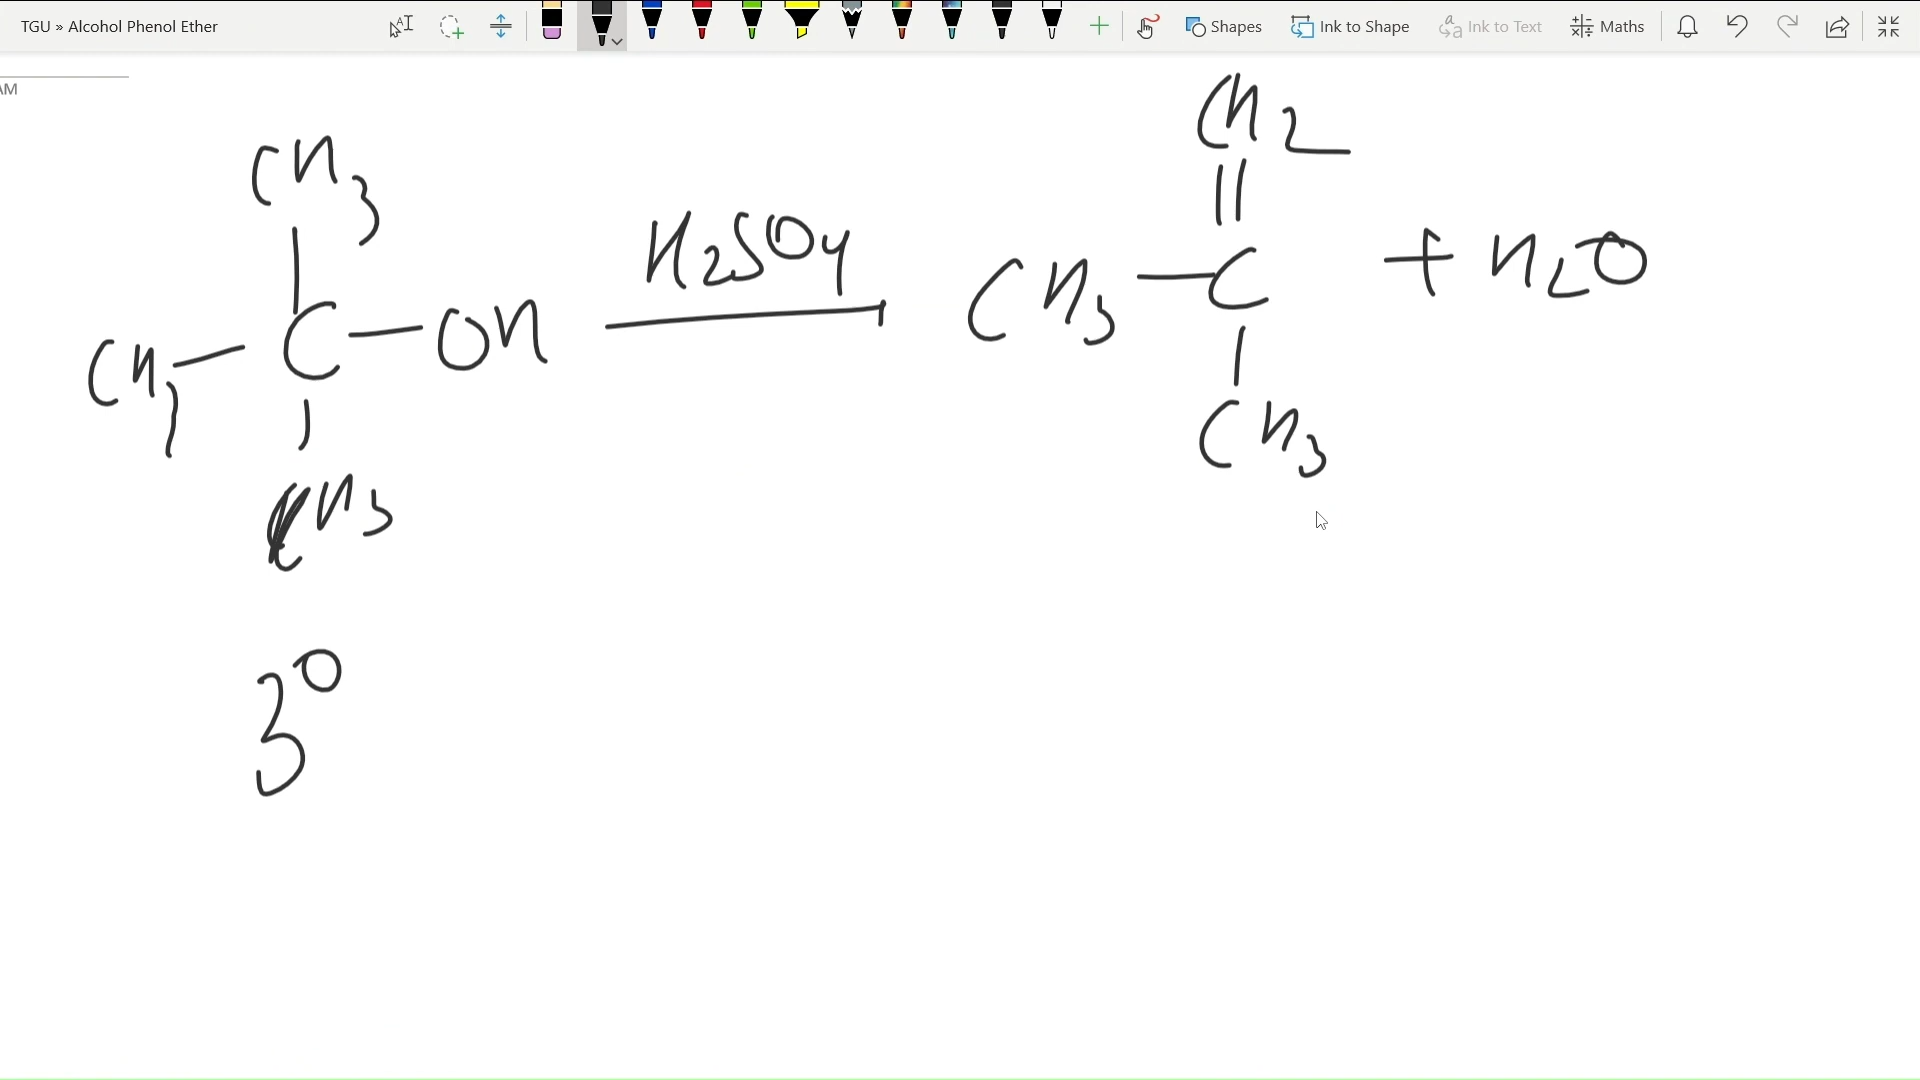 TGU » Alcohol Phenol Ether
Shapes
Ink to Shape
Ink to Text
Maths
AM
CH3
CH3 — C — OH
CH3
H2SO4
CH2
CH3 — C + H2O
CH3
3°